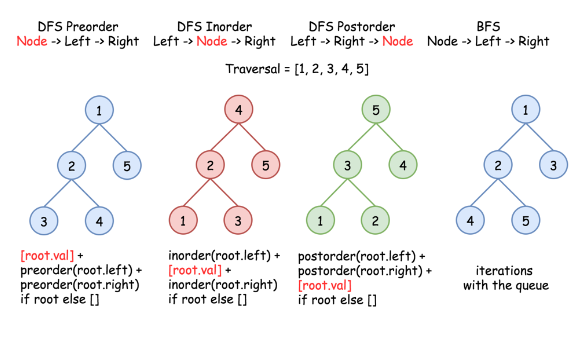 DFS Preorder
Node -> Left -> Right
DFS Inorder
Left -> Node -> Right
DFS Postorder
Left -> Right -> Node
BFS
Node -> Left -> Right
Traversal = [1, 2, 3, 4, 5]
1
2
5
3
4
4
2
5
1
3
5
3
4
1
2
1
2
3
4
5
[root.val] +
preorder(root.left) +
preorder(root.right)
if root else []
inorder(root.left) +
[root.val] +
inorder(root.right)
if root else []
postorder(root.left) +
postorder(root.right) +
[root.val]
if root else []
iterations
with the queue